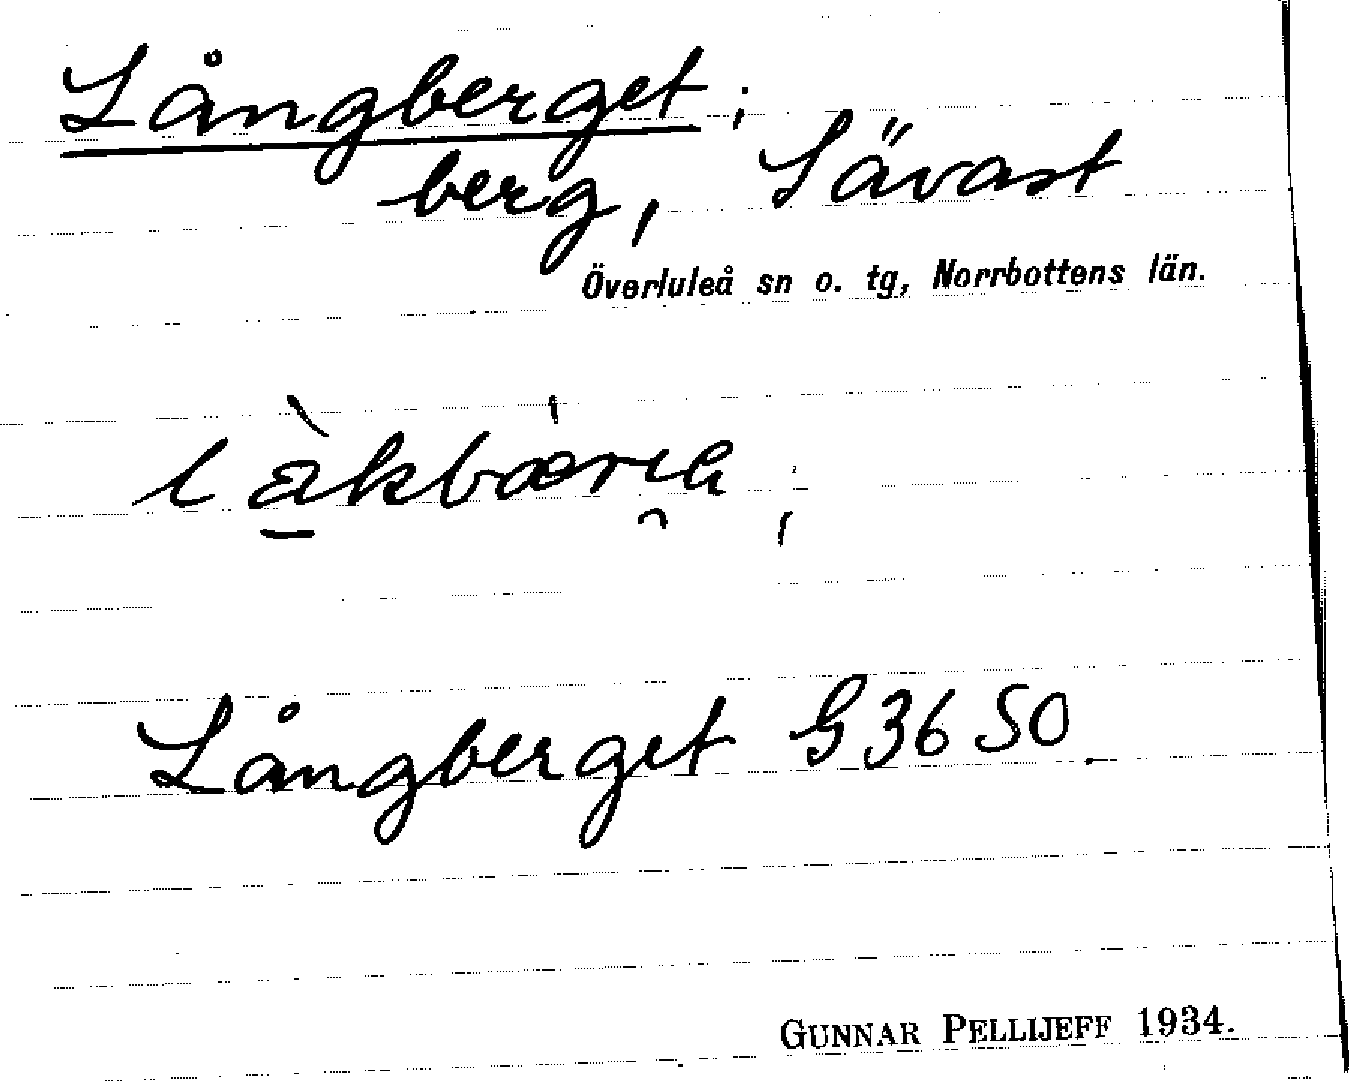 Långberget;
berg, Sävast
Överluleå sn o. tg, Norrbottens län.
Långberget G 36 SO.
GUNNAR PELLIJEFF 1934.